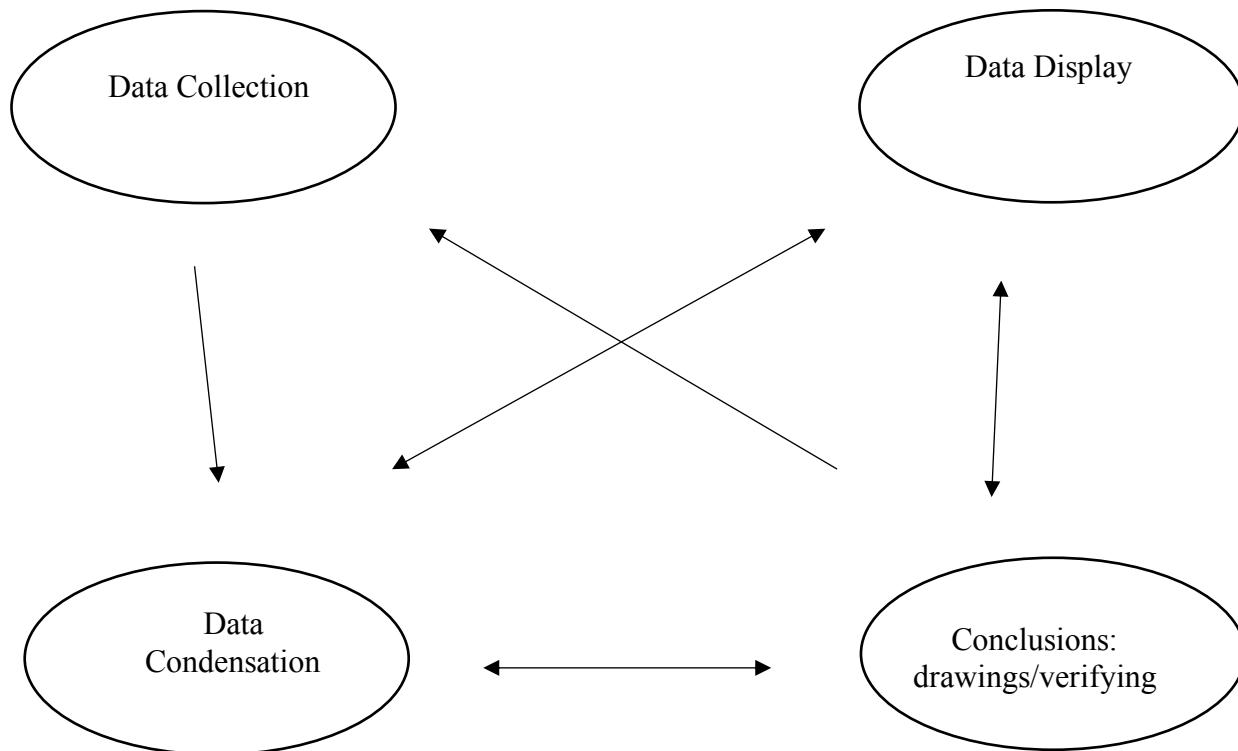 Data Collection
Data Display
Data
Condensation
Conclusions:
drawings/verifying